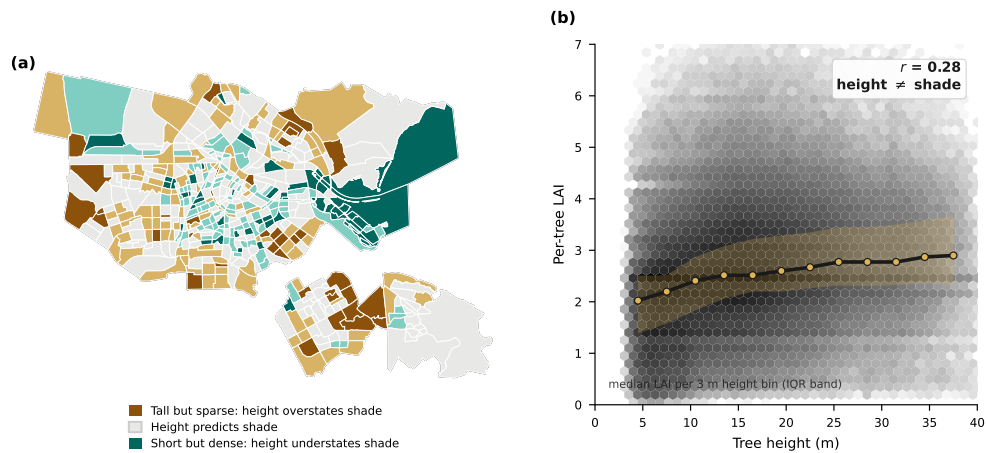 (a)
Tall but sparse: height overstates shade
Height predicts shade
Short but dense: height understates shade
(b)
Per-tree LAI
7
6
5
4
3
2
1
0
r = 0.28
height ≠ shade
median LAI per 3 m height bin (IQR band)
0 5 10 15 20 25 30 35 40
Tree height (m)